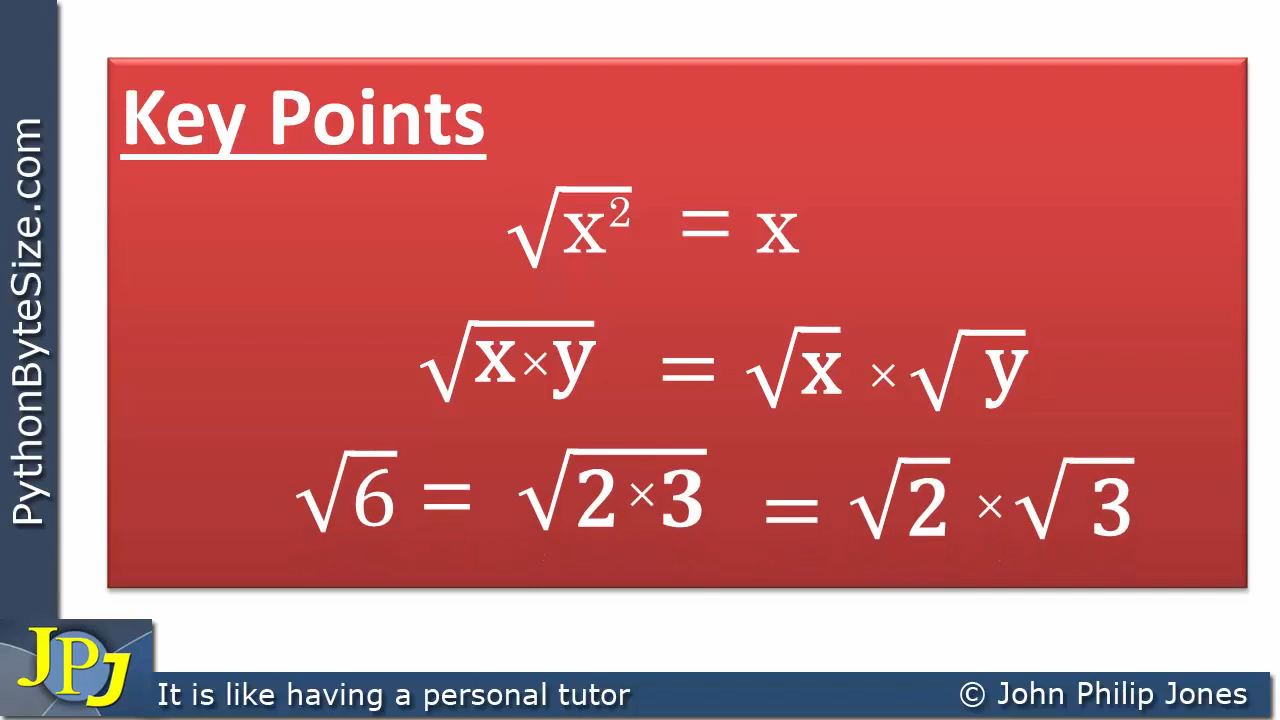 Key Points
√x² = x
√x×y = √x × √y
√6 = √2×3 = √2 × √3
PythonByteSize.com
JPJ
It is like having a personal tutor
© John Philip Jones